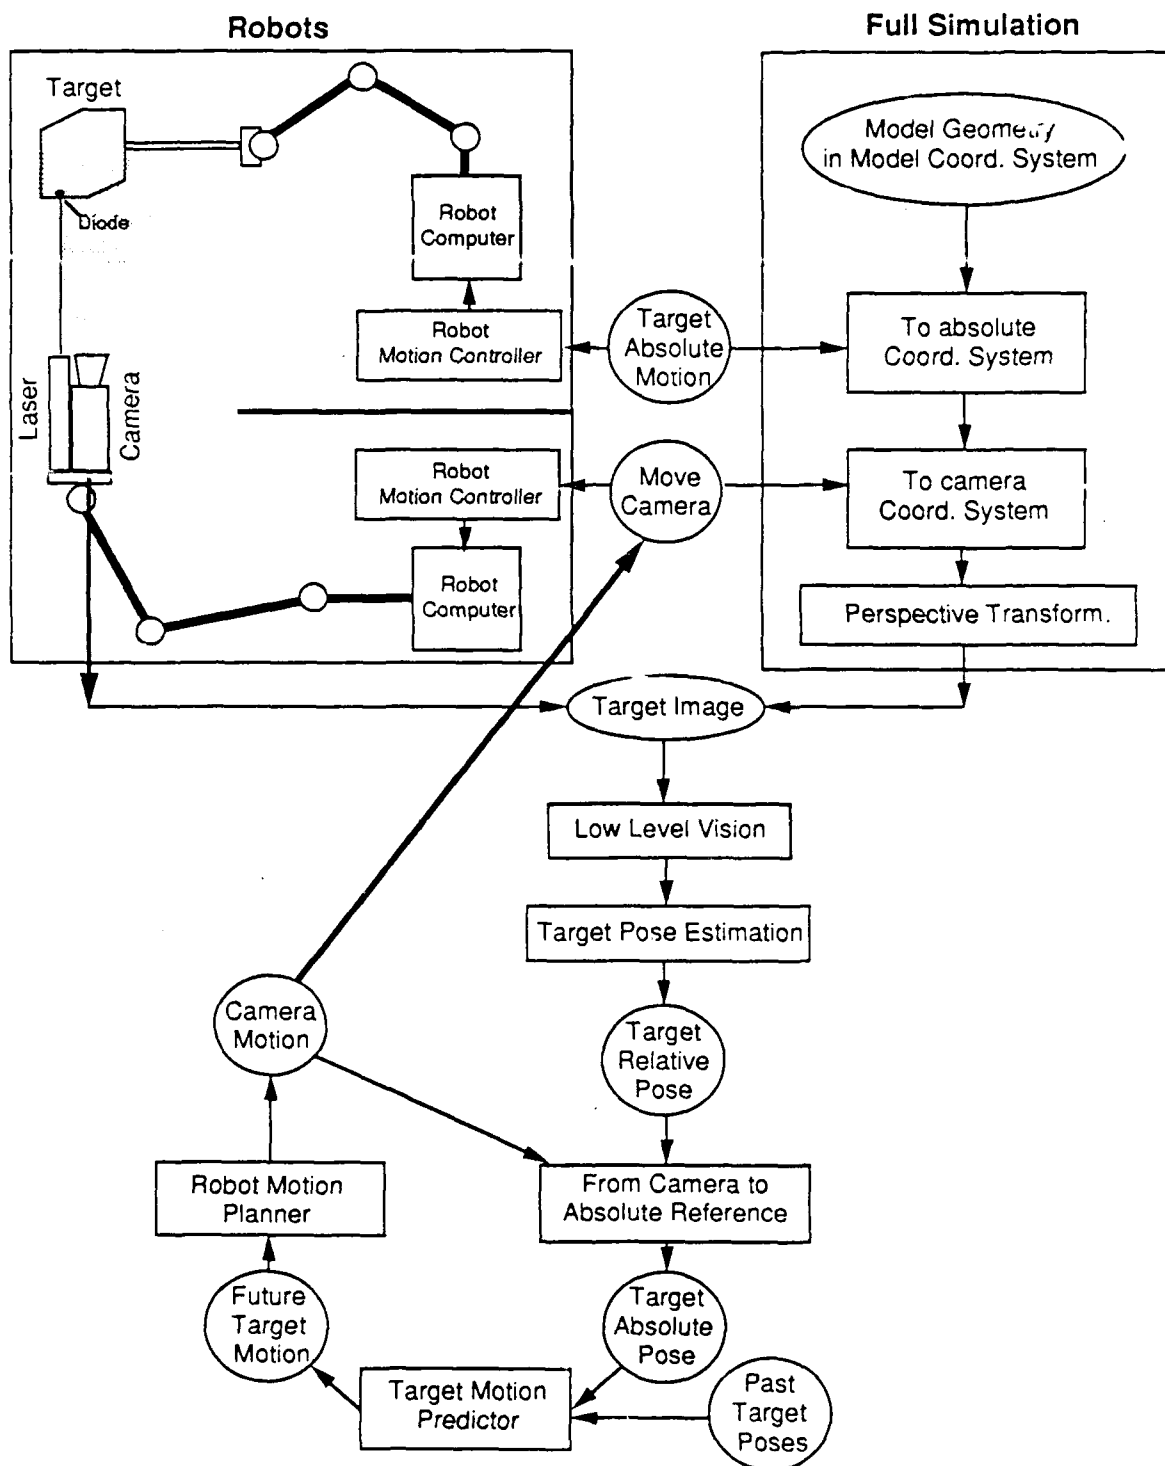 Robots
Full Simulation
Target
Diode
Laser
Camera
Robot
Computer
Robot
Motion Controller
Robot
Motion Controller
Robot
Computer
Target
Absolute
Motion
Move
Camera
Model Geometry
in Model Coord. System
To absolute
Coord. System
To camera
Coord. System
Perspective Transform.
Target Image
Low Level Vision
Target Pose Estimation
Camera
Motion
Target
Relative
Pose
Robot Motion
Planner
From Camera to
Absolute Reference
Future
Target
Motion
Target
Absolute
Pose
Target Motion
Predictor
Past
Target
Poses